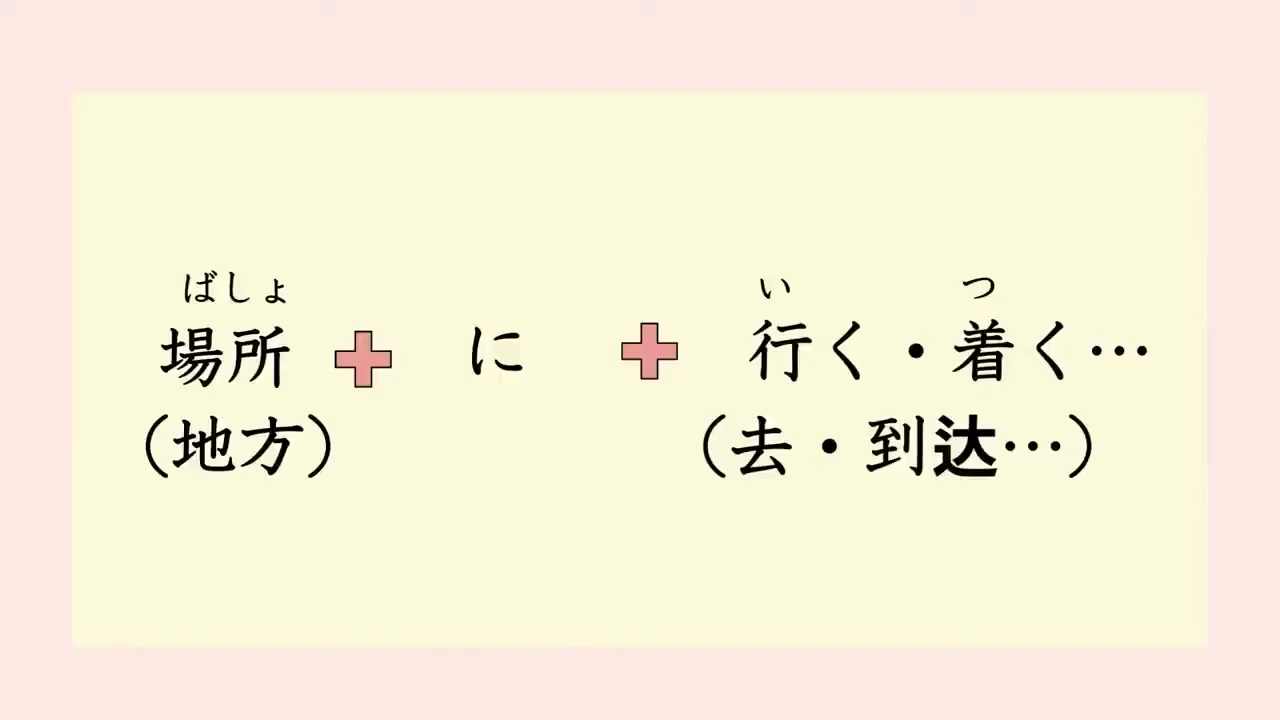 ばしょ い つ
場所 + に + 行く・着く…
(地方) (去・到达…)